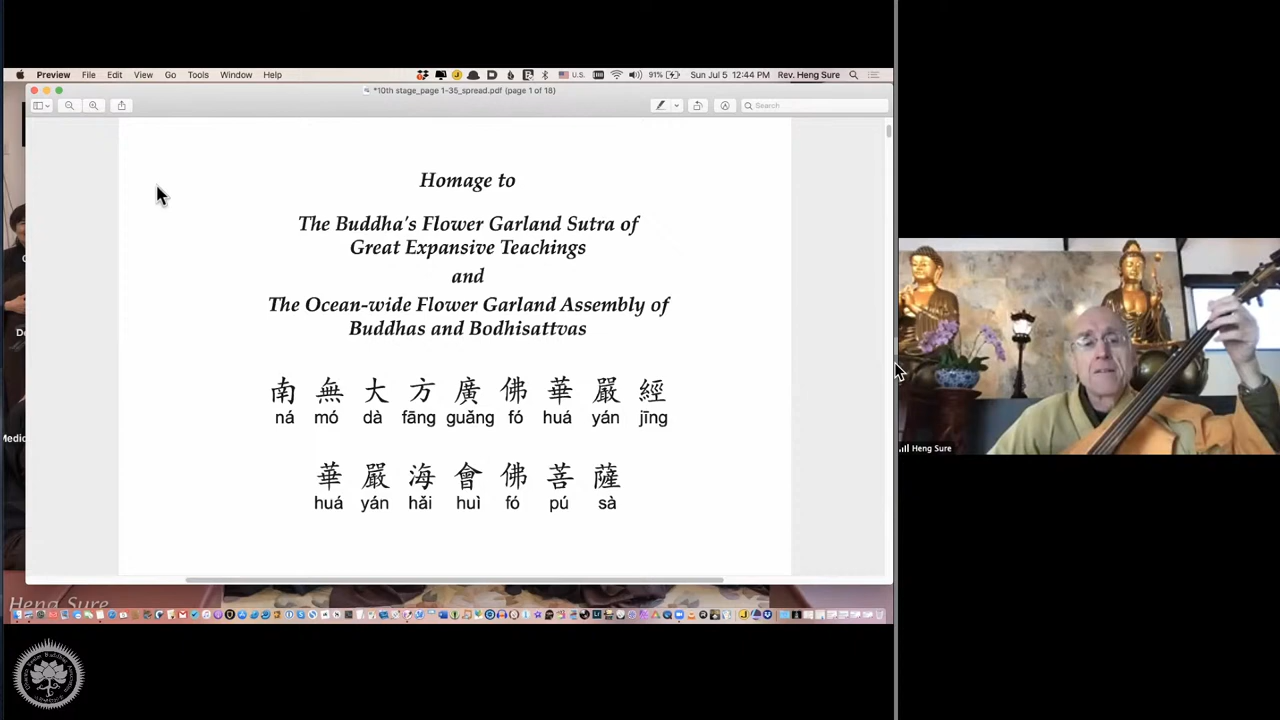 Preview File Edit View Go Tools Window Help
U.S. 91% Sun Jul 5 12:44 PM Rev. Heng Sure
*10th stage_page 1-35_spread.pdf (page 1 of 18)
Search
Homage to
The Buddha's Flower Garland Sutra of
Great Expansive Teachings
and
The Ocean-wide Flower Garland Assembly of
Buddhas and Bodhisattvas
南 無 大 方 廣 佛 華 嚴 經
ná mó dà fāng guǎng fó huá yán jīng
華 嚴 海 會 佛 菩 薩
huá yán hǎi huì fó pú sà
Medic
Heng Sure
Heng Sure